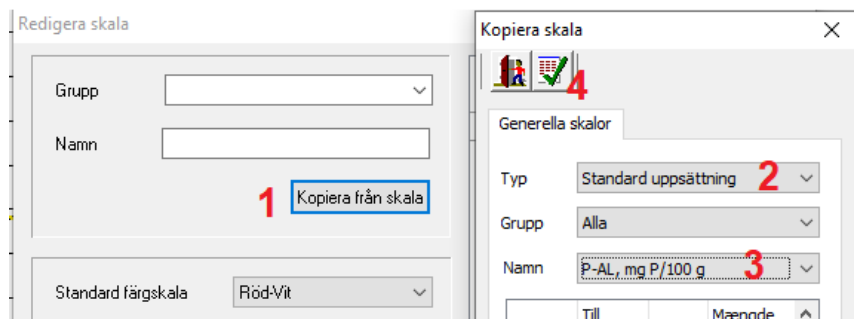 Redigera skala
Grupp
Namn
1 Kopiera från skala
Standard färgskala Röd-Vit
Kopiera skala
4
Generella skalor
Typ Standard uppsättning 2
Grupp Alla
Namn P-AL, mg P/100 g 3
Till Mængde